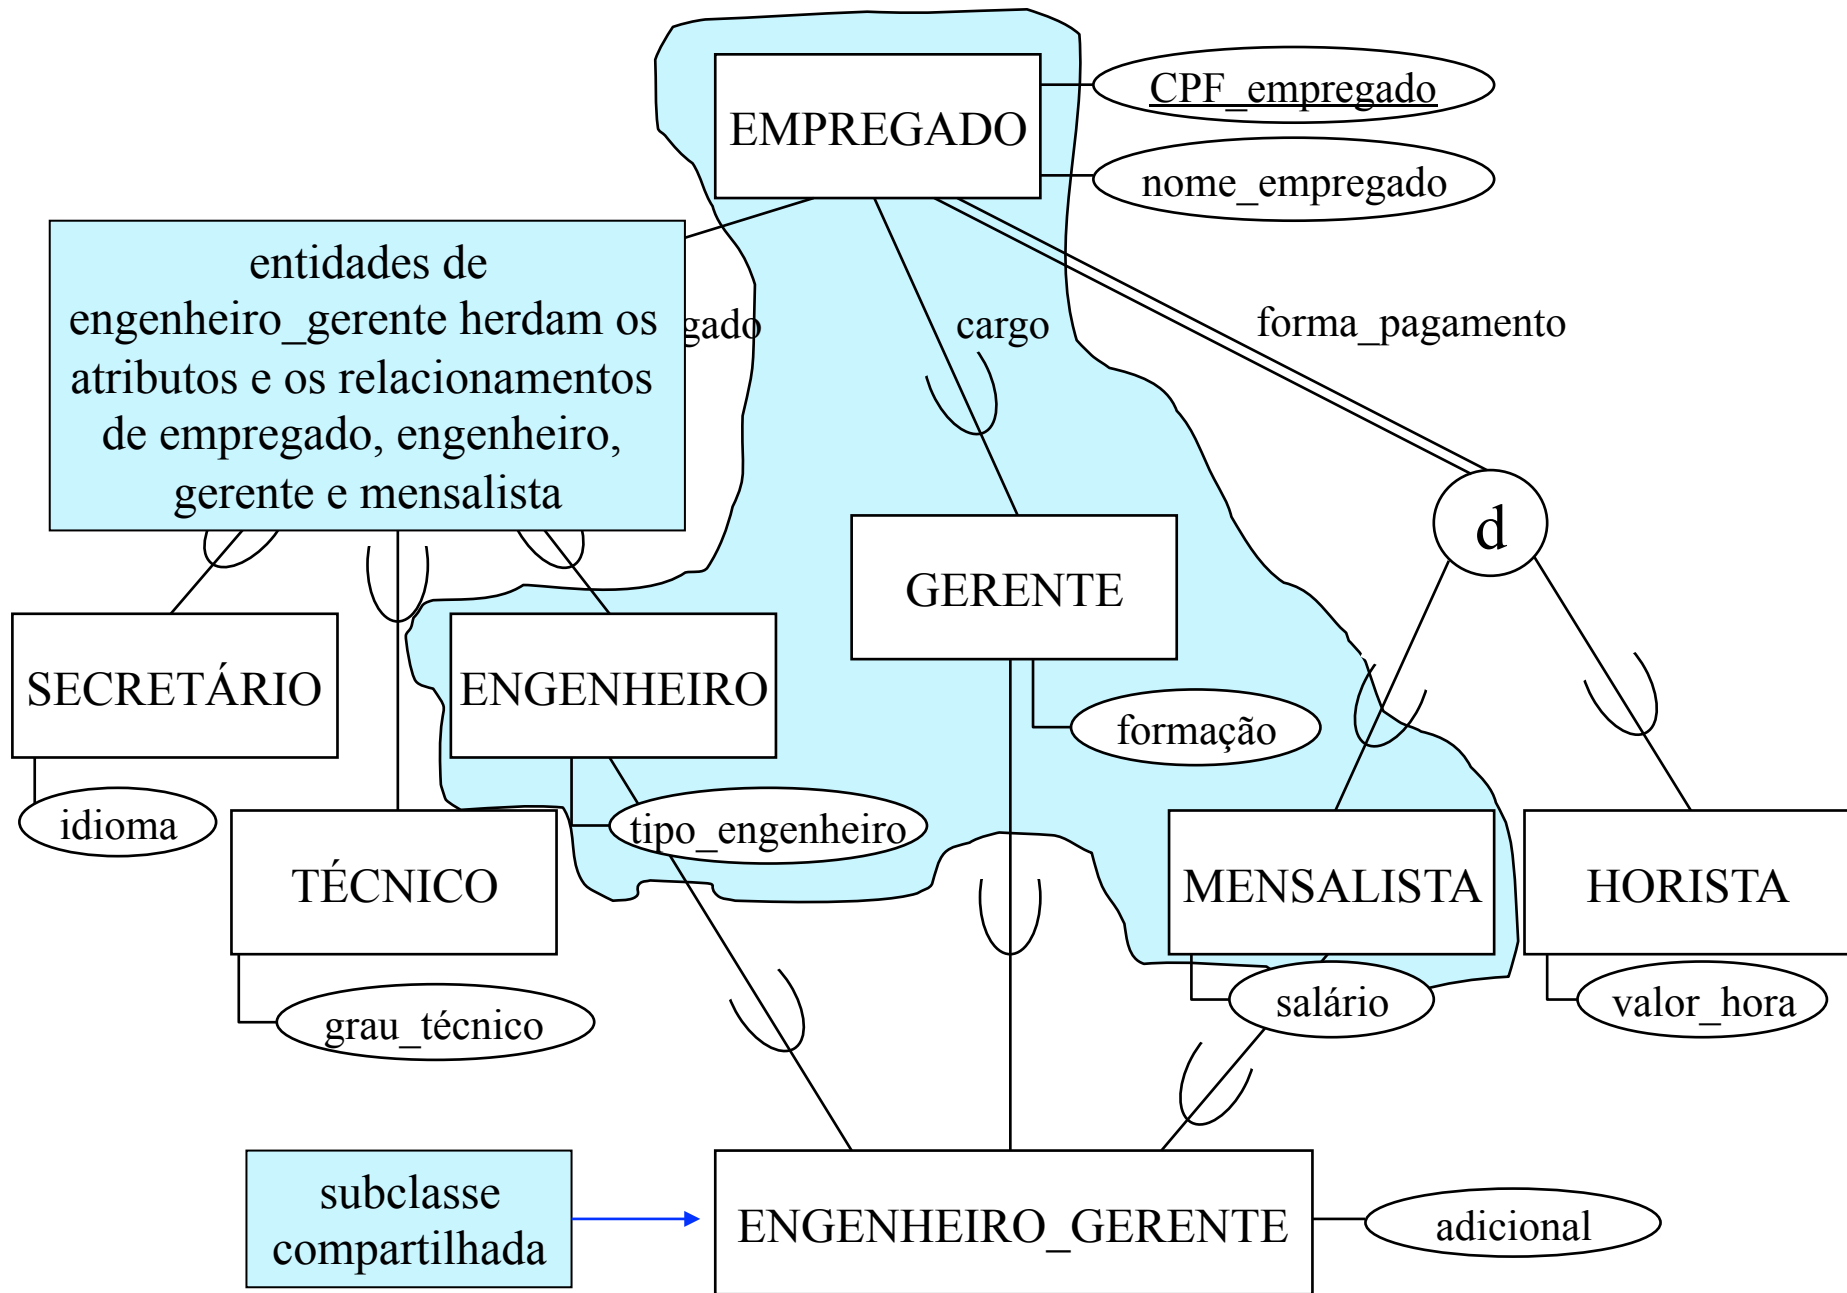 EMPREGADO
CPF_empregado
nome_empregado
entidades de
engenheiro_gerente herdam os
atributos e os relacionamentos
de empregado, engenheiro,
gerente e mensalista
gado
cargo
forma_pagamento
d
GERENTE
SECRETÁRIO
ENGENHEIRO
formação
idioma
tipo_engenheiro
TÉCNICO
MENSALISTA
HORISTA
grau_técnico
salário
valor_hora
subclasse
compartilhada
ENGENHEIRO_GERENTE
adicional